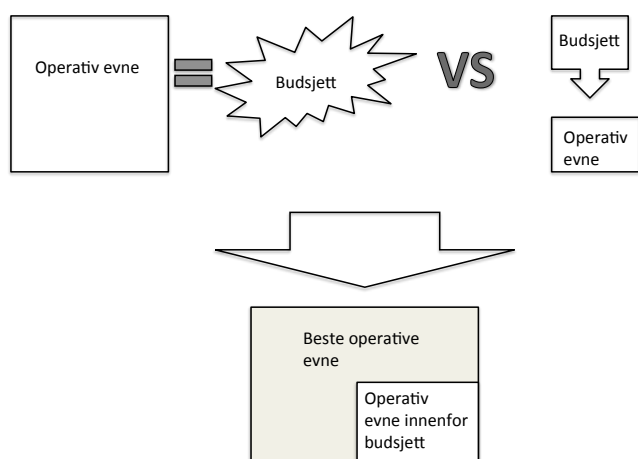 Operativ evne
Budsjett
VS
Budsjett
Operativ
evne
Beste operative
evne
Operativ
evne innenfor
budsjett